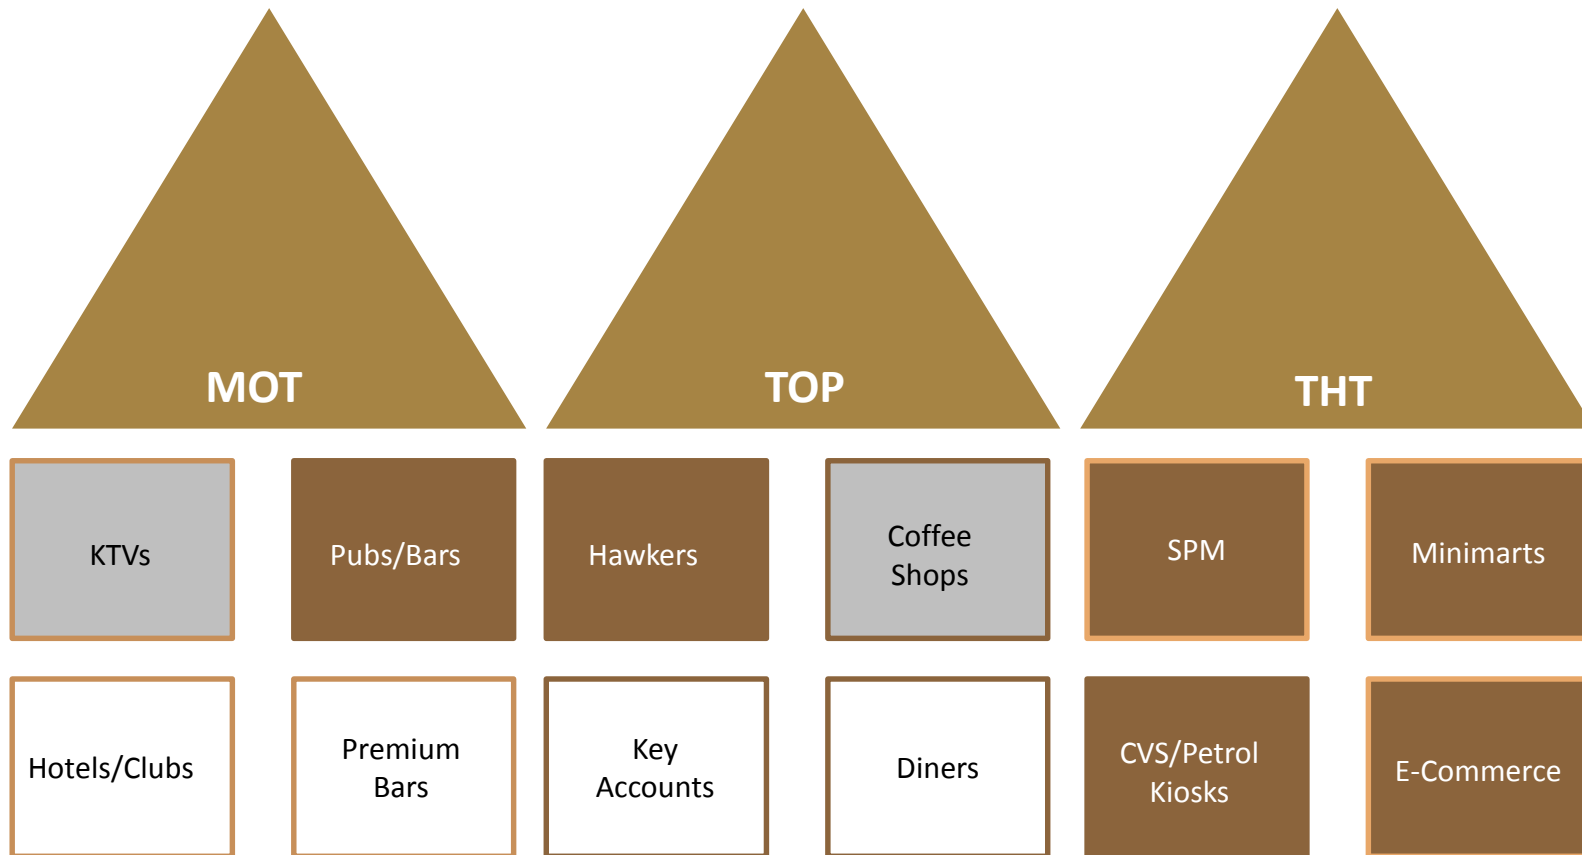 MOT
TOP
THT
KTVs
Pubs/Bars
Hawkers
Coffee
Shops
SPM
Minimarts
Hotels/Clubs
Premium
Bars
Key
Accounts
Diners
CVS/Petrol
Kiosks
E-Commerce